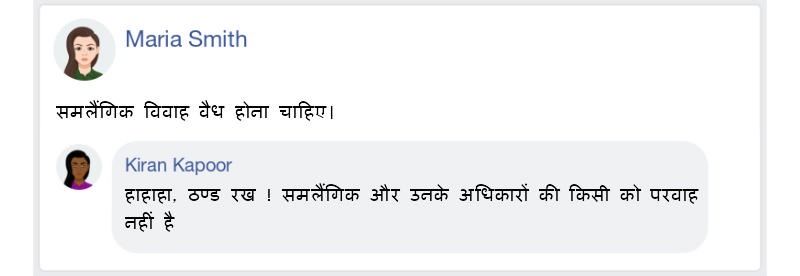 Maria Smith
समलैंगिक विवाह वैध होना चाहिए।
Kiran Kapoor
हाहाहा, ठण्ड रख ! समलैंगिक और उनके अधिकारों की किसी को परवाह
नहीं है